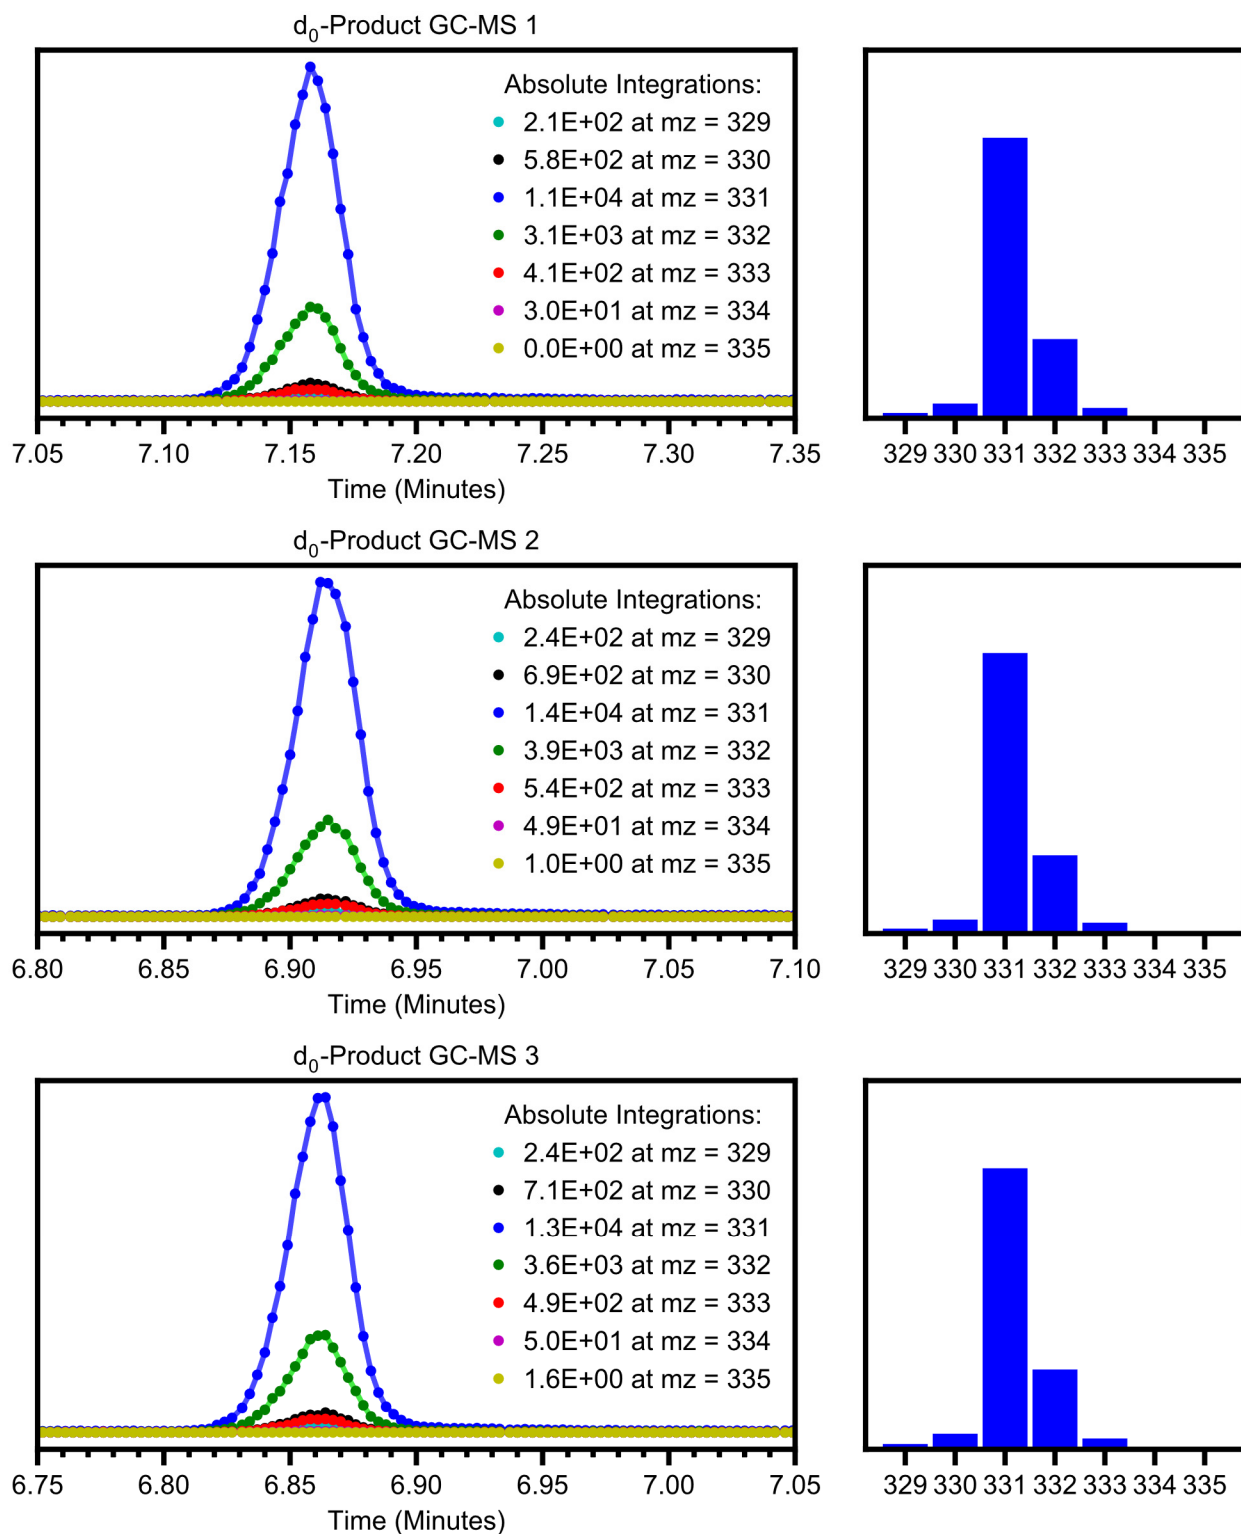 d₀-Product GC-MS 1
Absolute Integrations:
2.1E+02 at mz = 329
5.8E+02 at mz = 330
1.1E+04 at mz = 331
3.1E+03 at mz = 332
4.1E+02 at mz = 333
3.0E+01 at mz = 334
0.0E+00 at mz = 335
7.05 7.10 7.15 7.20 7.25 7.30 7.35
Time (Minutes)
329 330 331 332 333 334 335
d₀-Product GC-MS 2
Absolute Integrations:
2.4E+02 at mz = 329
6.9E+02 at mz = 330
1.4E+04 at mz = 331
3.9E+03 at mz = 332
5.4E+02 at mz = 333
4.9E+01 at mz = 334
1.0E+00 at mz = 335
6.80 6.85 6.90 6.95 7.00 7.05 7.10
Time (Minutes)
329 330 331 332 333 334 335
d₀-Product GC-MS 3
Absolute Integrations:
2.4E+02 at mz = 329
7.1E+02 at mz = 330
1.3E+04 at mz = 331
3.6E+03 at mz = 332
4.9E+02 at mz = 333
5.0E+01 at mz = 334
1.6E+00 at mz = 335
6.75 6.80 6.85 6.90 6.95 7.00 7.05
Time (Minutes)
329 330 331 332 333 334 335